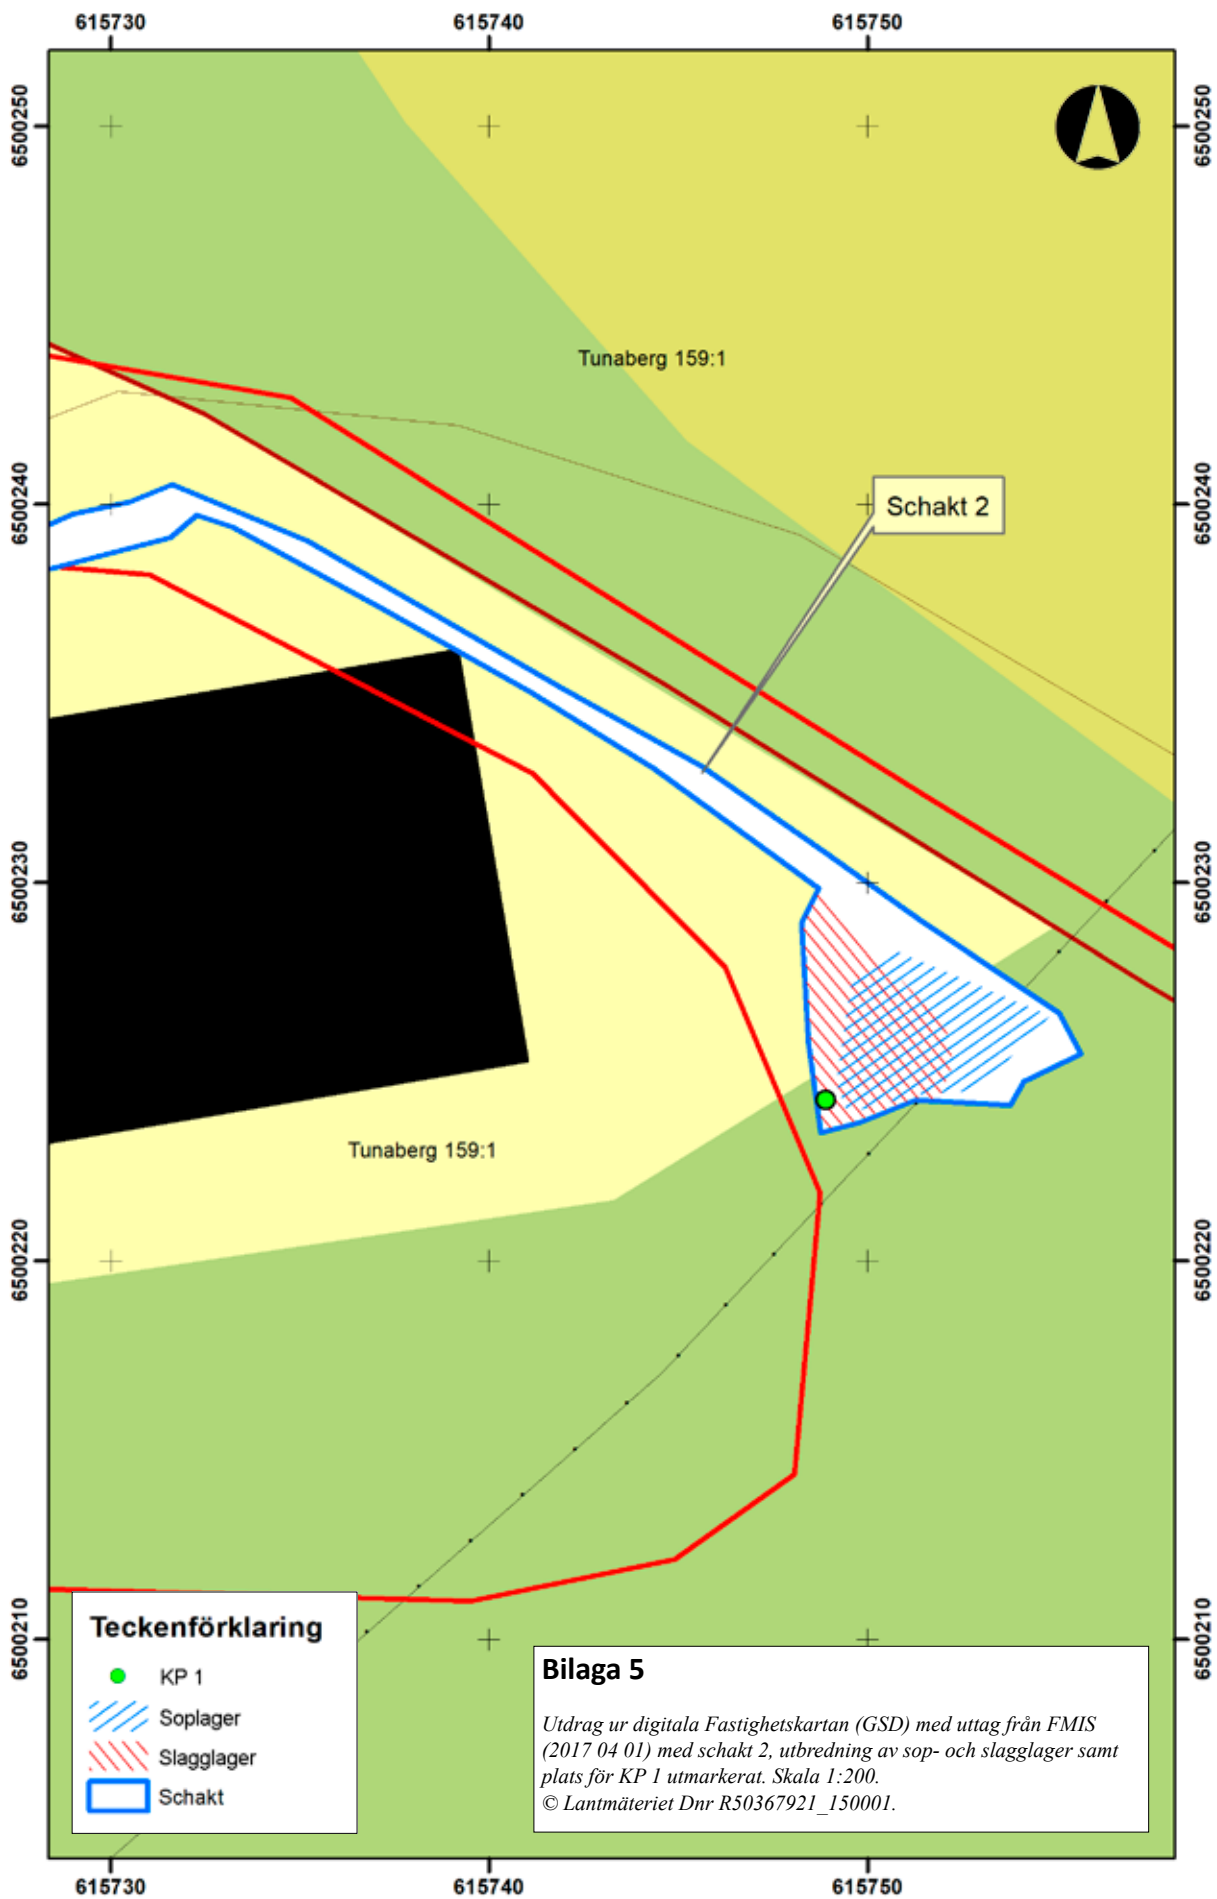 615730
615740
615750
6500250
6500250
Tunaberg 159:1
6500240
Schakt 2
6500240
6500230
6500230
Tunaberg 159:1
6500220
6500220
6500210
6500210
Teckenförklaring
KP 1
Soplager
Slagglager
Schakt
Bilaga 5
Utdrag ur digitala Fastighetskartan (GSD) med uttag från FMIS
(2017 04 01) med schakt 2, utbredning av sop- och slagglager samt
plats för KP 1 utmarkerat. Skala 1:200.
© Lantmäteriet Dnr R50367921_150001.
615730
615740
615750